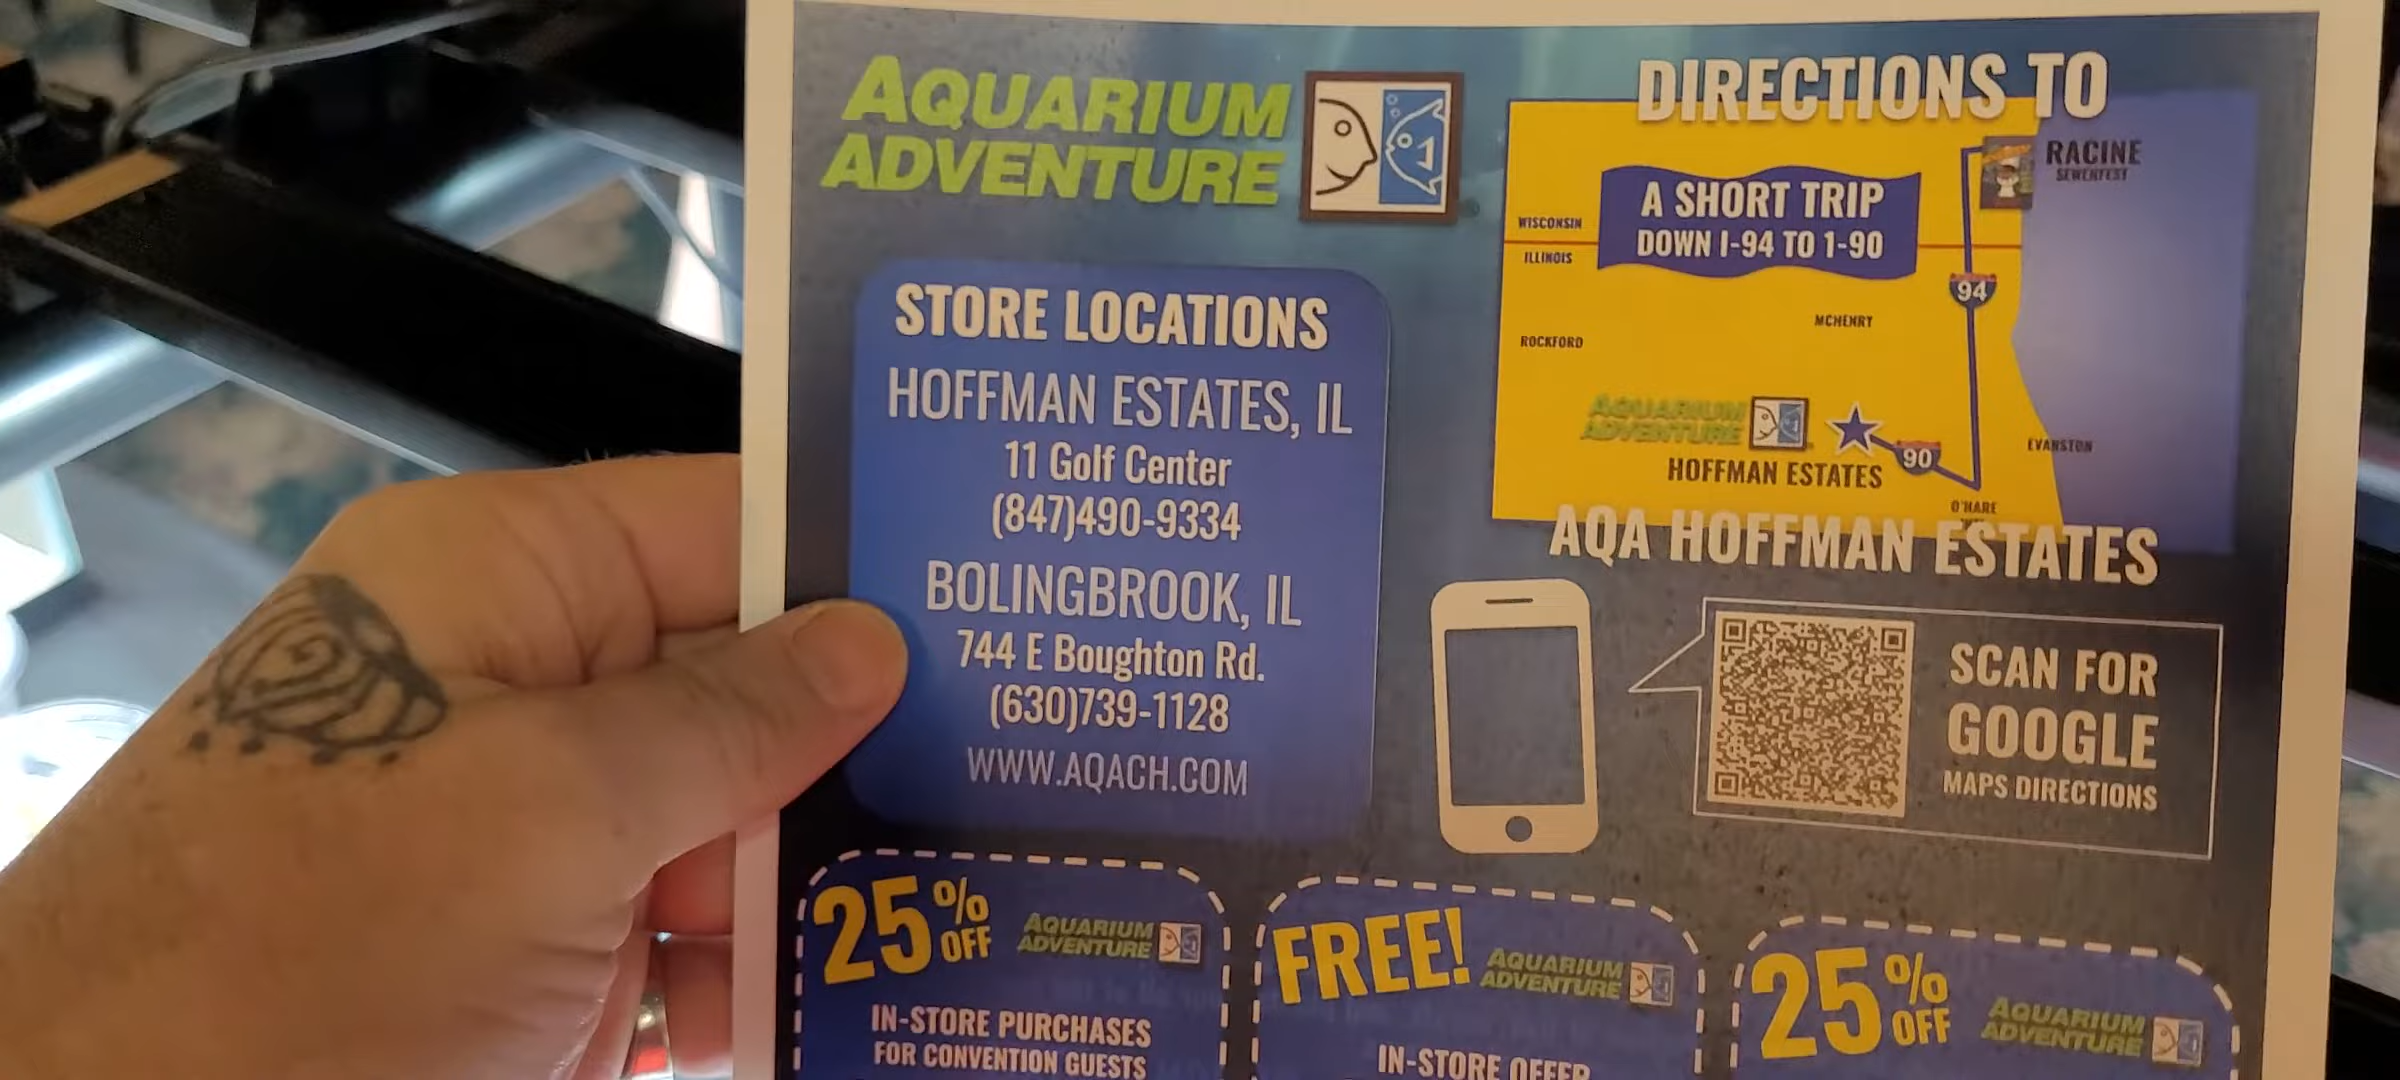 AQUARIUM
ADVENTURE
STORE LOCATIONS
HOFFMAN ESTATES, IL
11 Golf Center
(847)490-9334
BOLINGBROOK, IL
744 E Boughton Rd.
(630)739-1128
WWW.AQACH.COM
DIRECTIONS TO
RACINE
SEWERFEST
A SHORT TRIP
DOWN I-94 TO 1-90
WISCONSIN
ILLINOIS
94
MCHENRY
ROCKFORD
AQUARIUM
ADVENTURE
HOFFMAN ESTATES
90
EVANSTON
O'HARE
AQA HOFFMAN ESTATES
SCAN FOR
GOOGLE
MAPS DIRECTIONS
25% OFF
AQUARIUM
ADVENTURE
IN-STORE PURCHASES
FOR CONVENTION GUESTS
FREE!
AQUARIUM
ADVENTURE
IN-STORE OFFER
25% OFF
AQUARIUM
ADVENTURE